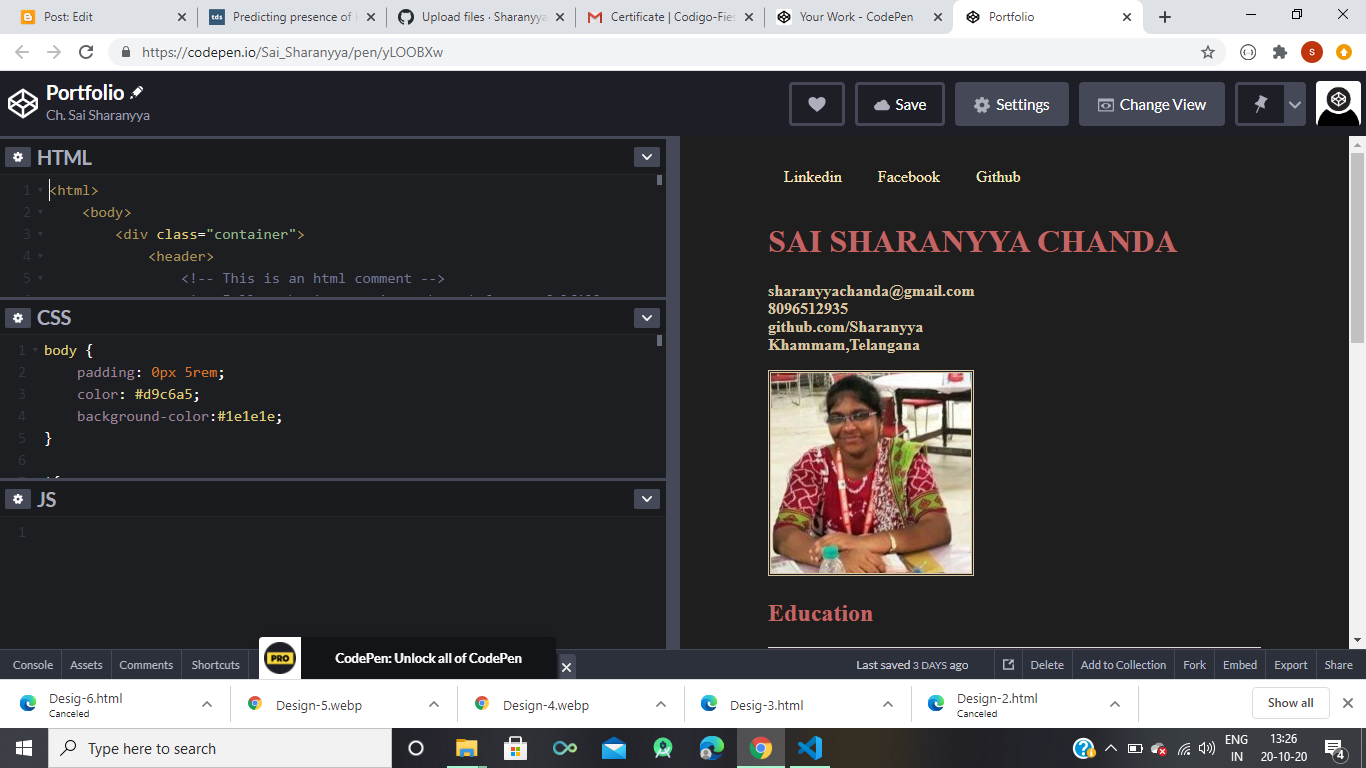 Post: Edit
Predicting presence of
Upload files · Sharanyya
Certificate | Codigo-Fies
Your Work - CodePen
Portfolio
https://codepen.io/Sai_Sharanyya/pen/yLOOBXw
Portfolio
Ch. Sai Sharanyya
Save
Settings
Change View
HTML
1 <html>
2 <body>
3 <div class="container">
4 <header>
5 <!-- This is an html comment -->
CSS
1 body {
2 padding: 0px 5rem;
3 color: #d9c6a5;
4 background-color:#1e1e1e;
5 }
6
JS
1
Linkedin Facebook Github
SAI SHARANYYA CHANDA
sharanyyachanda@gmail.com
8096512935
github.com/Sharanyya
Khammam,Telangana
Education
Console Assets Comments Shortcuts
PRO
CodePen: Unlock all of CodePen
Last saved 3 DAYS ago
Delete Add to Collection Fork Embed Export Share
Desig-6.html
Canceled
Design-5.webp
Design-4.webp
Desig-3.html
Design-2.html
Canceled
Show all
Type here to search
ENG
IN
13:26
20-10-20
4